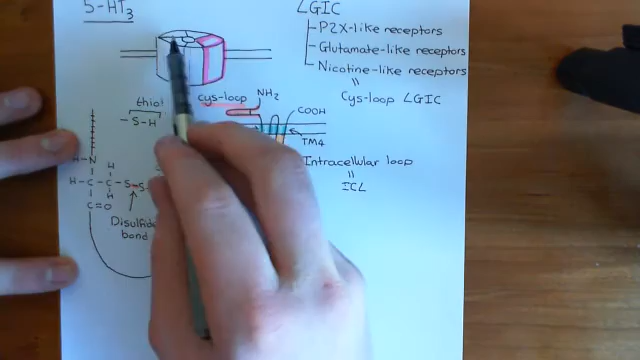 5-HT₃
LGIC
P2X-like receptors
Glutamate-like receptors
Nicotine-like receptors
=
Cys-loop LGIC
thiol
-S-H
cys-loop
NH₂
COOH
TM4
Intracellular loop
=
ICL
H-N
H
H-C-C-S-S
H
C=O
Disulfide
bond